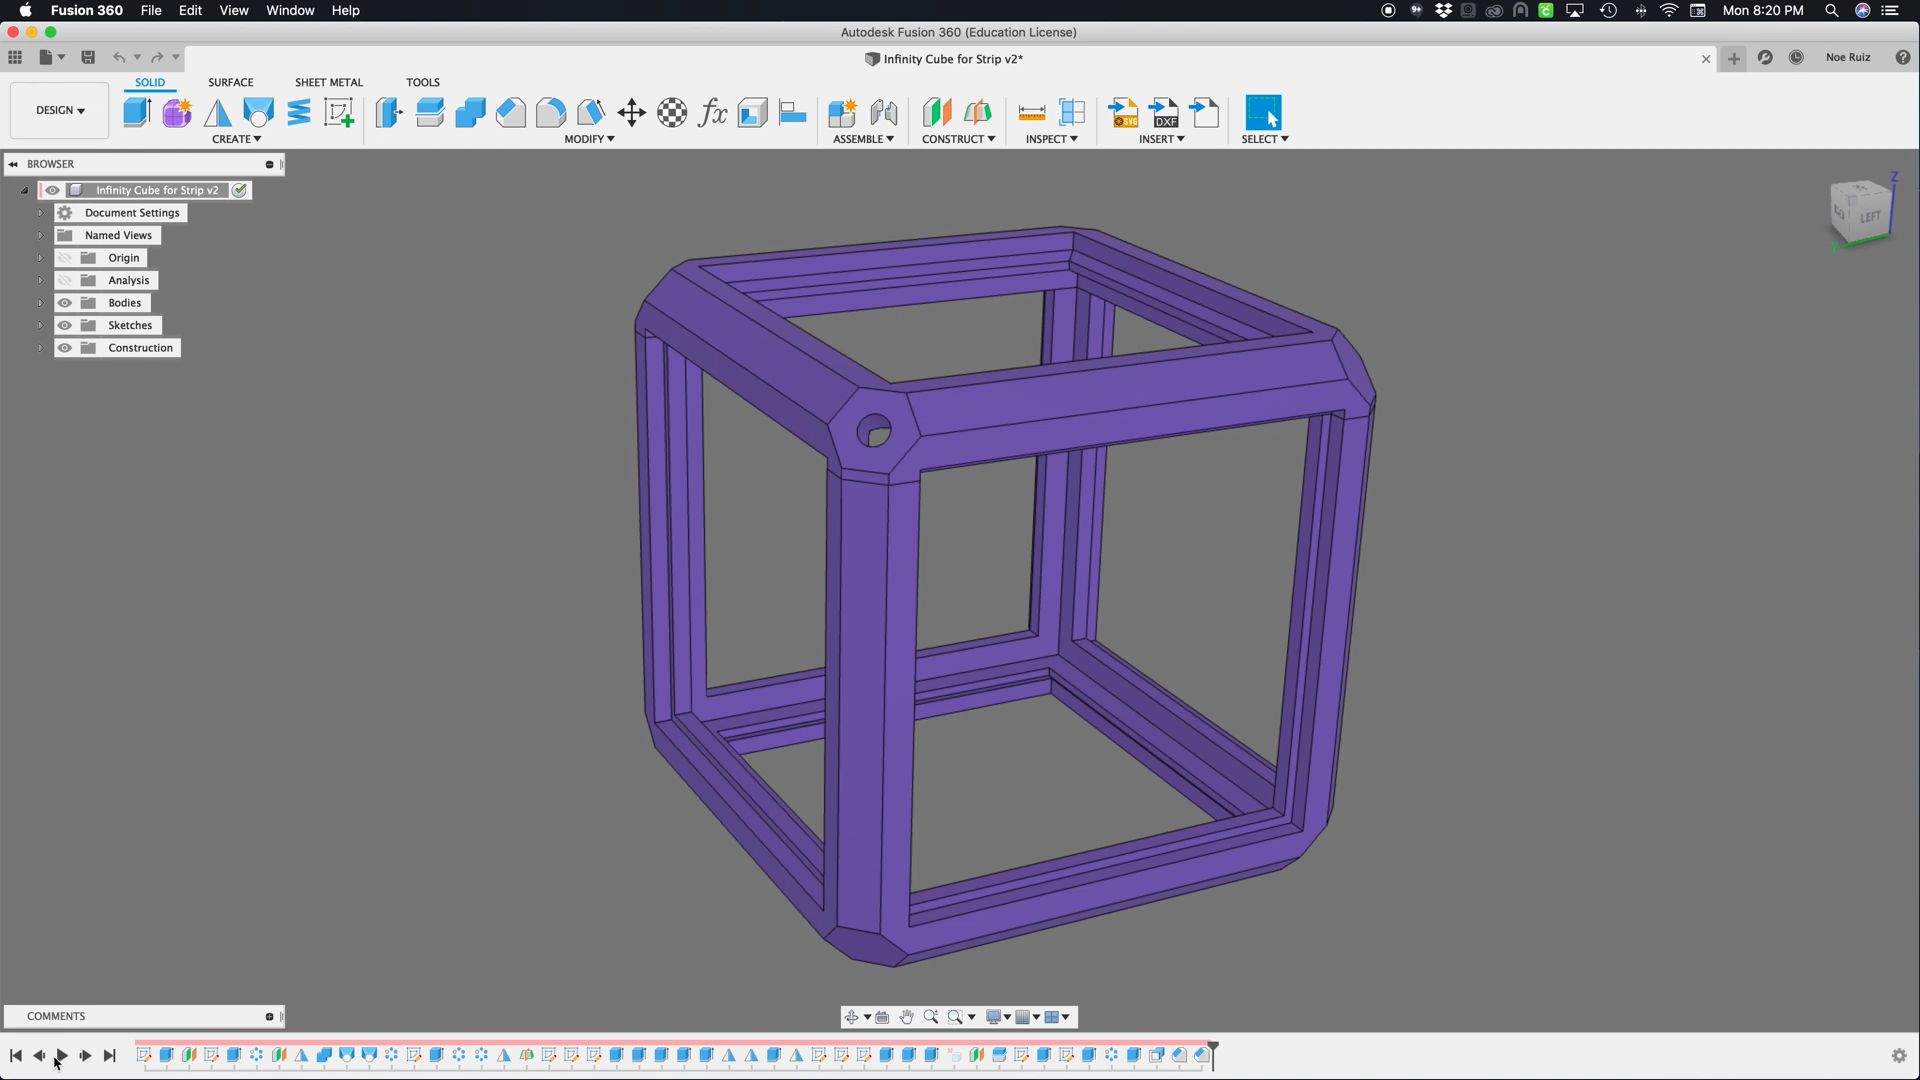 Fusion 360 File Edit View Window Help
Mon 8:20 PM
Autodesk Fusion 360 (Education License)
Infinity Cube for Strip v2*
Noe Ruiz
SOLID SURFACE SHEET METAL TOOLS
DESIGN
SVG DXF
CREATE MODIFY ASSEMBLE CONSTRUCT INSPECT INSERT SELECT
BROWSER
Infinity Cube for Strip v2
Document Settings
Named Views
Origin
Analysis
Bodies
Sketches
Construction
Z
LEFT
Y
COMMENTS